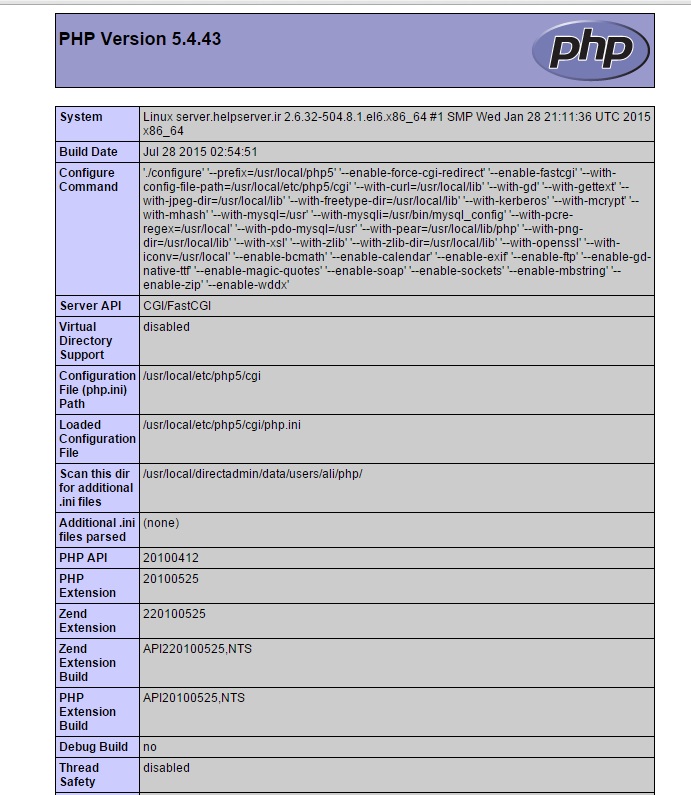 PHP Version 5.4.43
php
System
Linux server.helpserver.ir 2.6.32-504.8.1.el6.x86_64 #1 SMP Wed Jan 28 21:11:36 UTC 2015
x86_64
Build Date
Jul 28 2015 02:54:51
Configure
Command
'./configure' '--prefix=/usr/local/php5' '--enable-force-cgi-redirect' '--enable-fastcgi' '--with-
config-file-path=/usr/local/etc/php5/cgi' '--with-curl=/usr/local/lib' '--with-gd' '--with-gettext' '--
with-jpeg-dir=/usr/local/lib' '--with-freetype-dir=/usr/local/lib' '--with-kerberos' '--with-mcrypt' '--
with-mhash' '--with-mysql=/usr' '--with-mysqli=/usr/bin/mysql_config' '--with-pcre-
regex=/usr/local' '--with-pdo-mysql=/usr' '--with-pear=/usr/local/lib/php' '--with-png-
dir=/usr/local/lib' '--with-xsl' '--with-zlib' '--with-zlib-dir=/usr/local/lib' '--with-openssl' '--with-
iconv=/usr/local' '--enable-bcmath' '--enable-calendar' '--enable-exif' '--enable-ftp' '--enable-gd-
native-ttf' '--enable-magic-quotes' '--enable-soap' '--enable-sockets' '--enable-mbstring' '--
enable-zip' '--enable-wddx'
Server API
CGI/FastCGI
Virtual
Directory
Support
disabled
Configuration
File (php.ini)
Path
/usr/local/etc/php5/cgi
Loaded
Configuration
File
/usr/local/etc/php5/cgi/php.ini
Scan this dir
for additional
.ini files
/usr/local/directadmin/data/users/ali/php/
Additional .ini
files parsed
(none)
PHP API
20100412
PHP
Extension
20100525
Zend
Extension
220100525
Zend
Extension
Build
API220100525,NTS
PHP
Extension
Build
API20100525,NTS
Debug Build
no
Thread
Safety
disabled